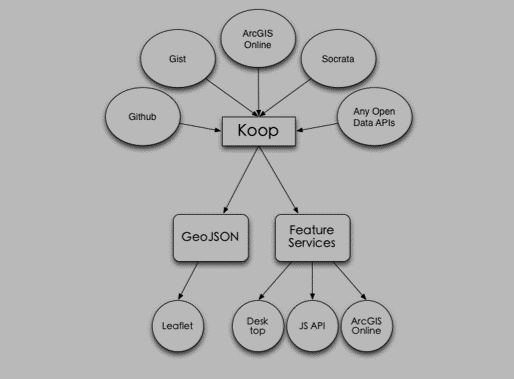 ArcGIS
Online
Gist
Socrata
Github
Any Open
Data APIs
Koop
GeoJSON
Feature
Services
Leaflet
Desk
top
JS API
ArcGIS
Online